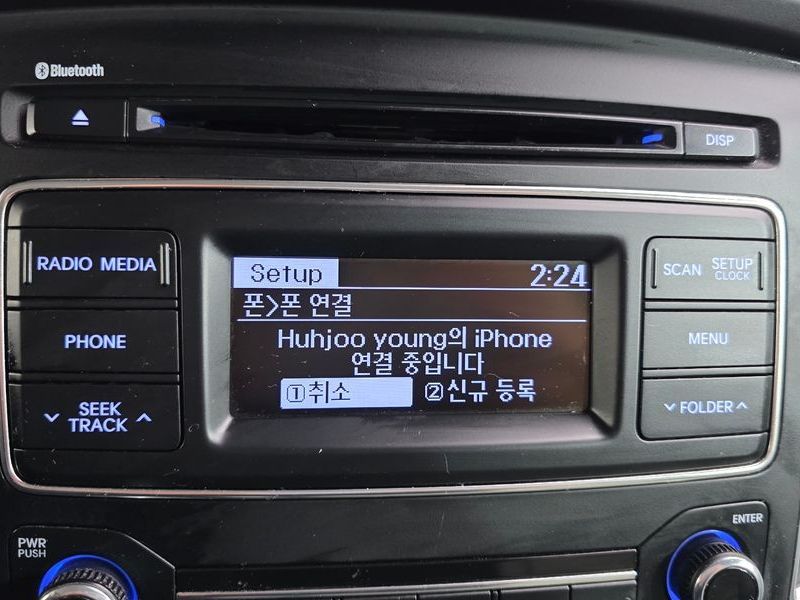 Bluetooth
DISP
RADIO MEDIA
PHONE
SEEK
TRACK
Setup 2:24
폰>폰 연결
Huhjoo young의 iPhone
연결 중입니다
①취소 ②신규 등록
SCAN SETUP
CLOCK
MENU
FOLDER
PWR
PUSH
ENTER